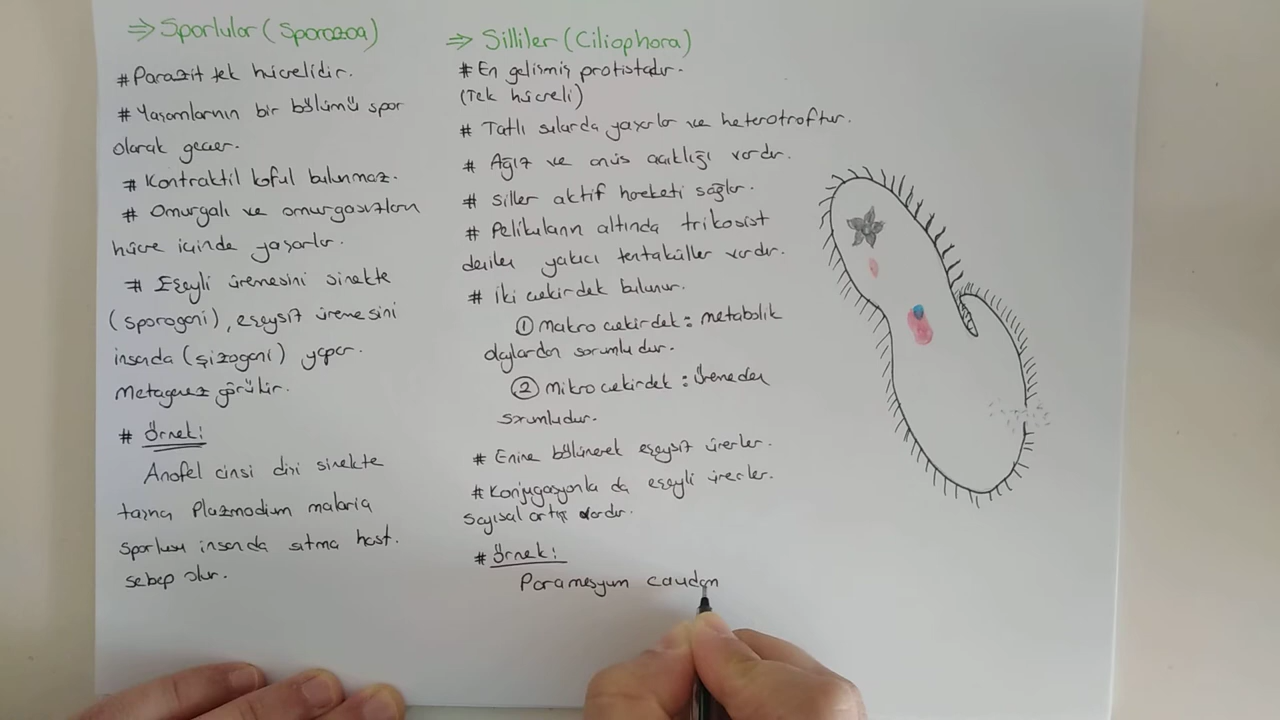 ⇒ Sporlular (Sporozoa)
# Parazit tek hücrelidir.
# Yaşamlarının bir bölümü spor
olarak geçer.
# Kontraktil koful bulunmaz.
# Omurgalı ve omurgasızların
hücre içinde yaşarlar.
# Eşeyli üremesini sinekte
(sporogoni), eşeysiz üremesini
insanda (şizogoni) yapar.
Metagenez görülür.
# Örnek:
Anofel cinsi dişi sinekte
taşınan Plazmodium malaria
sporlusu insanda sıtma hast.
sebep olur.
⇒ Silliler (Ciliophora)
# En gelişmiş protistadır.
(Tek hücreli)
# Tatlı sularda yaşarlar ve heterotroftur.
# Ağız ve anüs açıklığı vardır.
# Siller aktif hareketi sağlar.
# Pelikulanın altında trikosist
denilen yakıcı tentaküller vardır.
# İki çekirdek bulunur.
① Makro çekirdek: metabolik
olaylardan sorumludur.
② Mikro çekirdek: üremeden
sorumludur.
# Enine bölünerek eşeysiz ürerler.
# Konjugasyonla da eşeyli ürerler.
Sayısal artış vardır.
# Örnek:
Paramesyum caudan